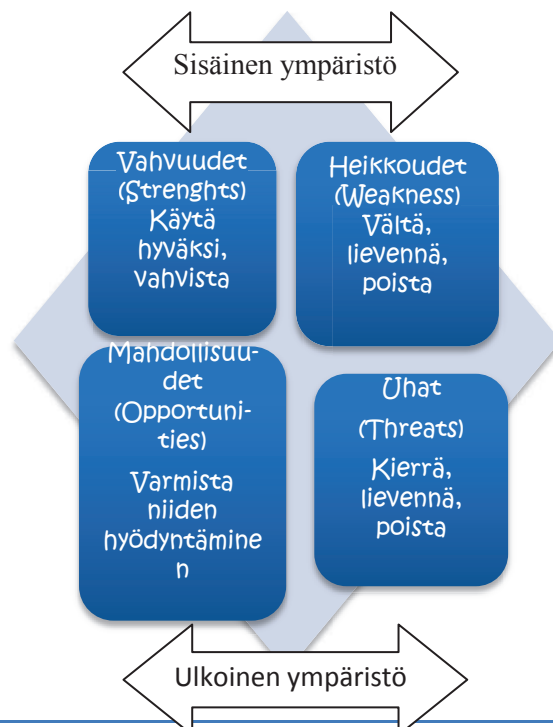 Sisäinen ympäristö
Vahvuudet
(Strenghts)
Käytä
hyväksi,
vahvista
Heikkoudet
(Weakness)
Vältä,
lievennä,
poista
Mahdollisuu-
det
(Opportuni-
ties)
Varmista
niiden
hyödyntämine
n
Uhat
(Threats)
Kierrä,
lievennä,
poista
Ulkoinen ympäristö